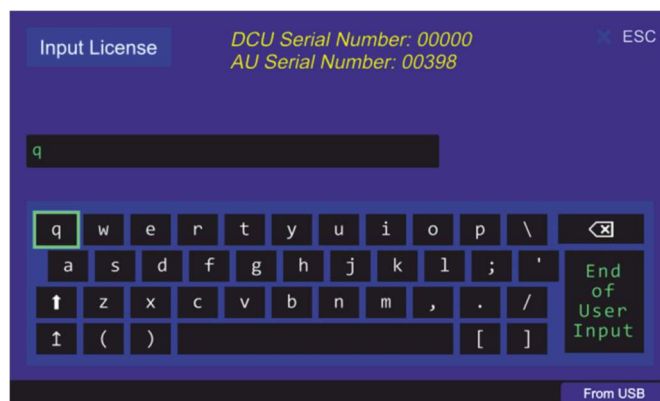 Input License
DCU Serial Number: 00000
AU Serial Number: 00398
ESC
q
q w e r t y u i o p \
a s d f g h j k l ; '
z x c v b n m , . /
( ) [ ]
End
of
User
Input
From USB